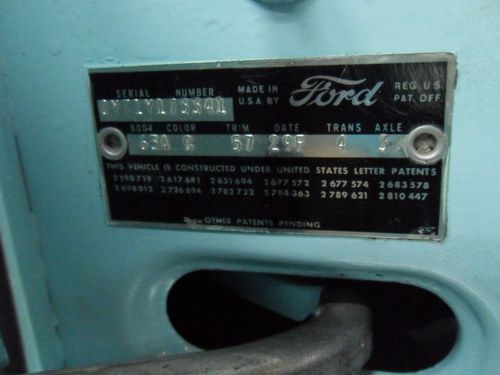 SERIAL NUMBER MADE IN U.S.A BY Ford REG. U.S. PAT. OFF.
BODY COLOR TRIM DATE TRANS AXLE
63A 57 29F 4 3
THIS VEHICLE IS CONSTRUCTED UNDER UNITED STATES LETTER PATENTS
2 590 719 2 617 681 2 631 694 2 677 572 2 677 574 2 683 578
2 698 012 2 726 894 2 782 722 2 784 363 2 789 621 2 810 447
OTHER PATENTS PENDING